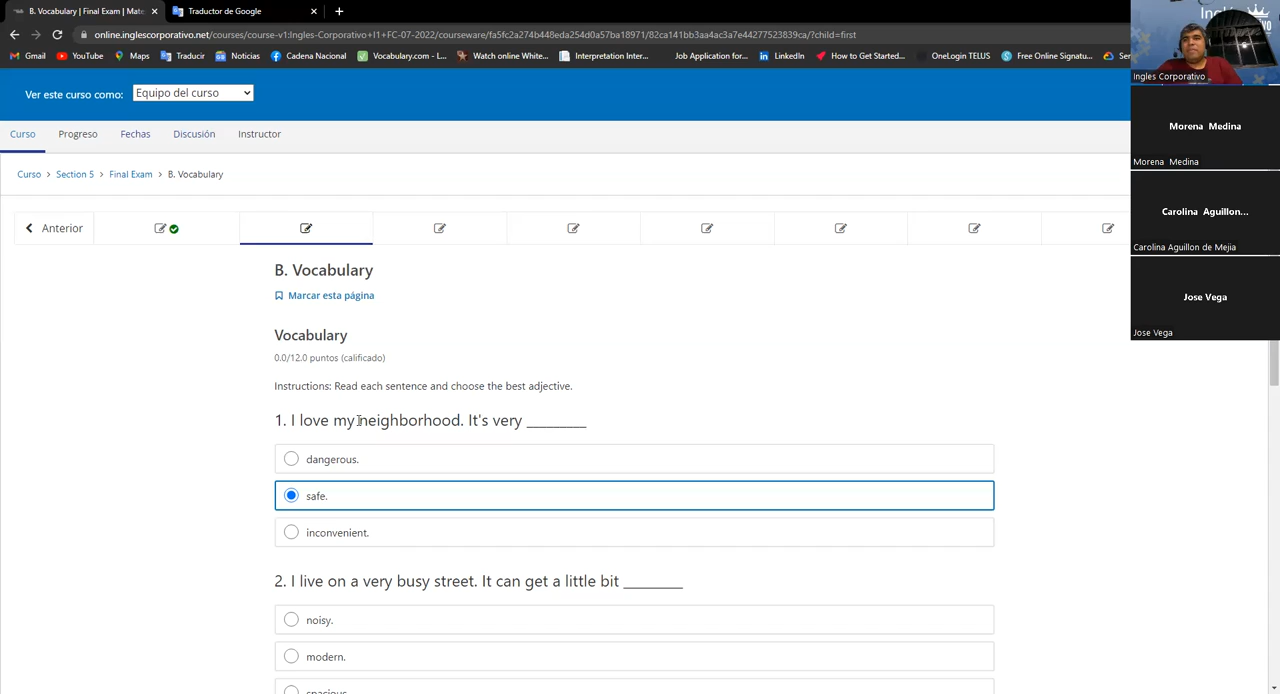 B. Vocabulary | Final Exam | Mate
Traductor de Google
online.inglescorporativo.net/courses/course-v1:Ingles-Corporativo+I1+FC-07-2022/courseware/fa5fc2a274b448eda254d0a57ba18971/82ca141bb3aa4ac3a7e44277523839ca/?child=first
Gmail
YouTube
Maps
Traducir
Noticias
Cadena Nacional
Vocabulary.com - L...
Watch online White...
Interpretation Inter...
Job Application for...
LinkedIn
How to Get Started...
OneLogin TELUS
Free Online Signatu...
Ser
Ver este curso como:
Equipo del curso
Curso
Progreso
Fechas
Discusión
Instructor
Curso > Section 5 > Final Exam > B. Vocabulary
Anterior
B. Vocabulary
Marcar esta página
Vocabulary
0.0/12.0 puntos (calificado)
Instructions: Read each sentence and choose the best adjective.
1. I love my neighborhood. It's very ________
dangerous.
safe.
inconvenient.
2. I live on a very busy street. It can get a little bit ________
noisy.
modern.
spacious.
Ingles Corporativo
Morena Medina
Morena Medina
Carolina Aguillon...
Carolina Aguillon de Mejia
Jose Vega
Jose Vega